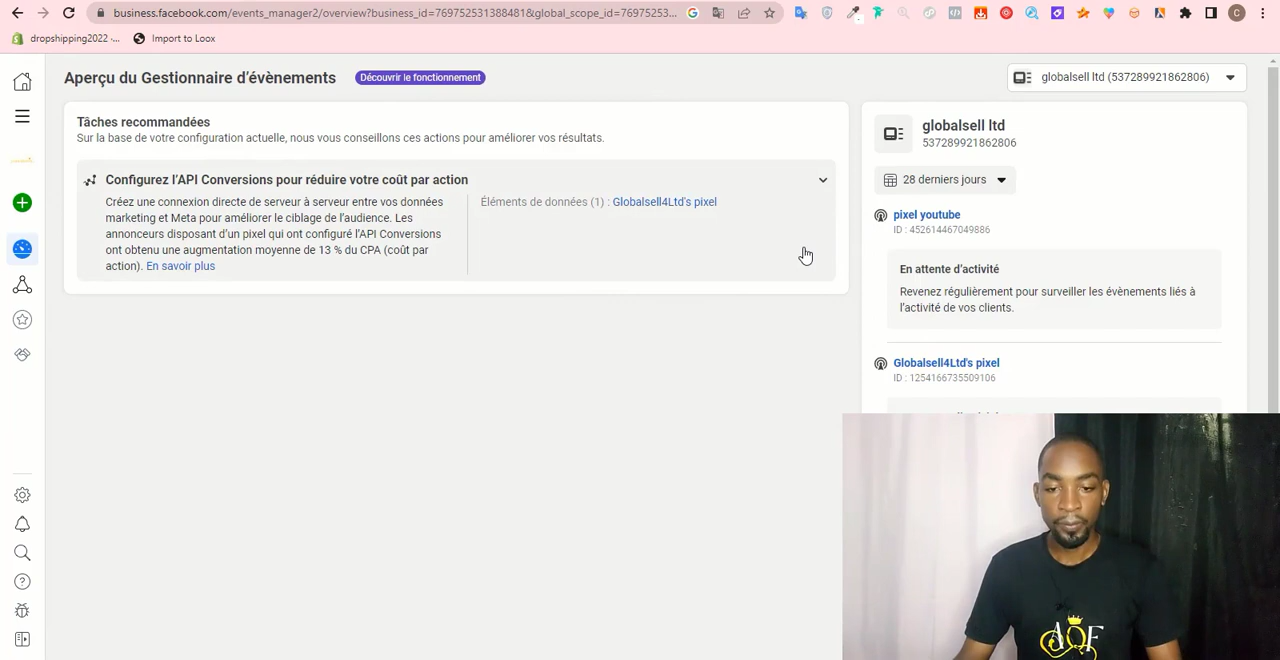 business.facebook.com/events_manager2/overview?business_id=769752531388481&global_scope_id=76975253...
dropshipping2022 -...
Import to Loox
C
Aperçu du Gestionnaire d’évènements
Découvrir le fonctionnement
globalsell ltd (537289921862806)
Tâches recommandées
Sur la base de votre configuration actuelle, nous vous conseillons ces actions pour améliorer vos résultats.
Configurez l’API Conversions pour réduire votre coût par action
Créez une connexion directe de serveur à serveur entre vos données
marketing et Meta pour améliorer le ciblage de l’audience. Les
annonceurs disposant d’un pixel qui ont configuré l’API Conversions
ont obtenu une augmentation moyenne de 13 % du CPA (coût par
action). En savoir plus
Éléments de données (1) : Globalsell4Ltd's pixel
globalsell ltd
537289921862806
28 derniers jours
pixel youtube
ID : 452614467049886
En attente d’activité
Revenez régulièrement pour surveiller les évènements liés à
l’activité de vos clients.
Globalsell4Ltd's pixel
ID : 1254166735509106